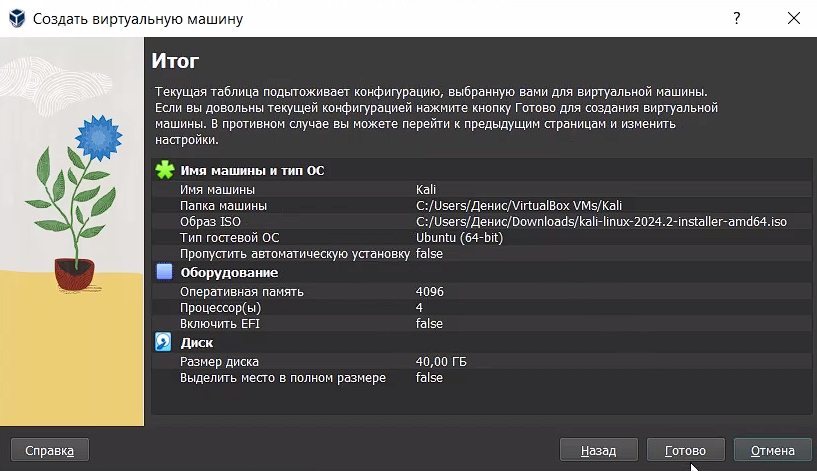 Создать виртуальную машину
?
Итог
Текущая таблица подытоживает конфигурацию, выбранную вами для виртуальной машины.
Если вы довольны текущей конфигурацией нажмите кнопку Готово для создания виртуальной
машины. В противном случае вы можете перейти к предыдущим страницам и изменить
настройки.
Имя машины и тип ОС
Имя машины Kali
Папка машины C:/Users/Денис/VirtualBox VMs/Kali
Образ ISO C:/Users/Денис/Downloads/kali-linux-2024.2-installer-amd64.iso
Тип гостевой ОС Ubuntu (64-bit)
Пропустить автоматическую установку false
Оборудование
Оперативная память 4096
Процессор(ы) 4
Включить EFI false
Диск
Размер диска 40,00 ГБ
Выделить место в полном размере false
Справка Назад Готово Отмена